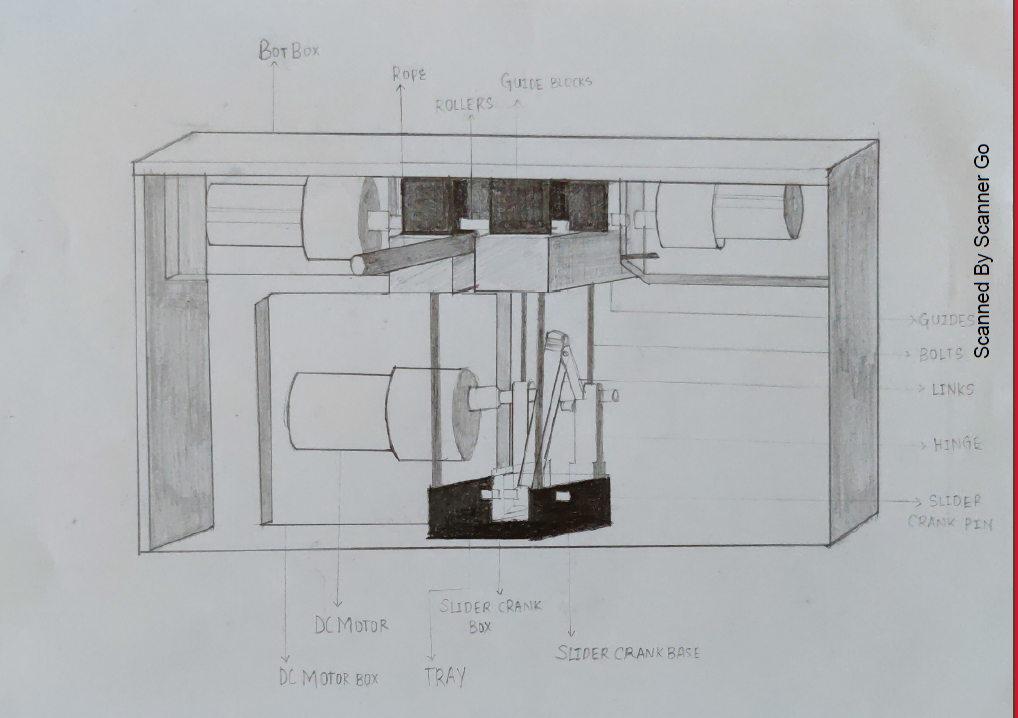 BOT BOX
ROPE
GUIDE BLOCKS
ROLLERS
GUIDES
BOLTS
LINKS
HINGE
SLIDER
CRANK PIN
SLIDER CRANK
BOX
DC MOTOR
SLIDER CRANK BASE
DC MOTOR BOX
TRAY
Scanned By Scanner Go